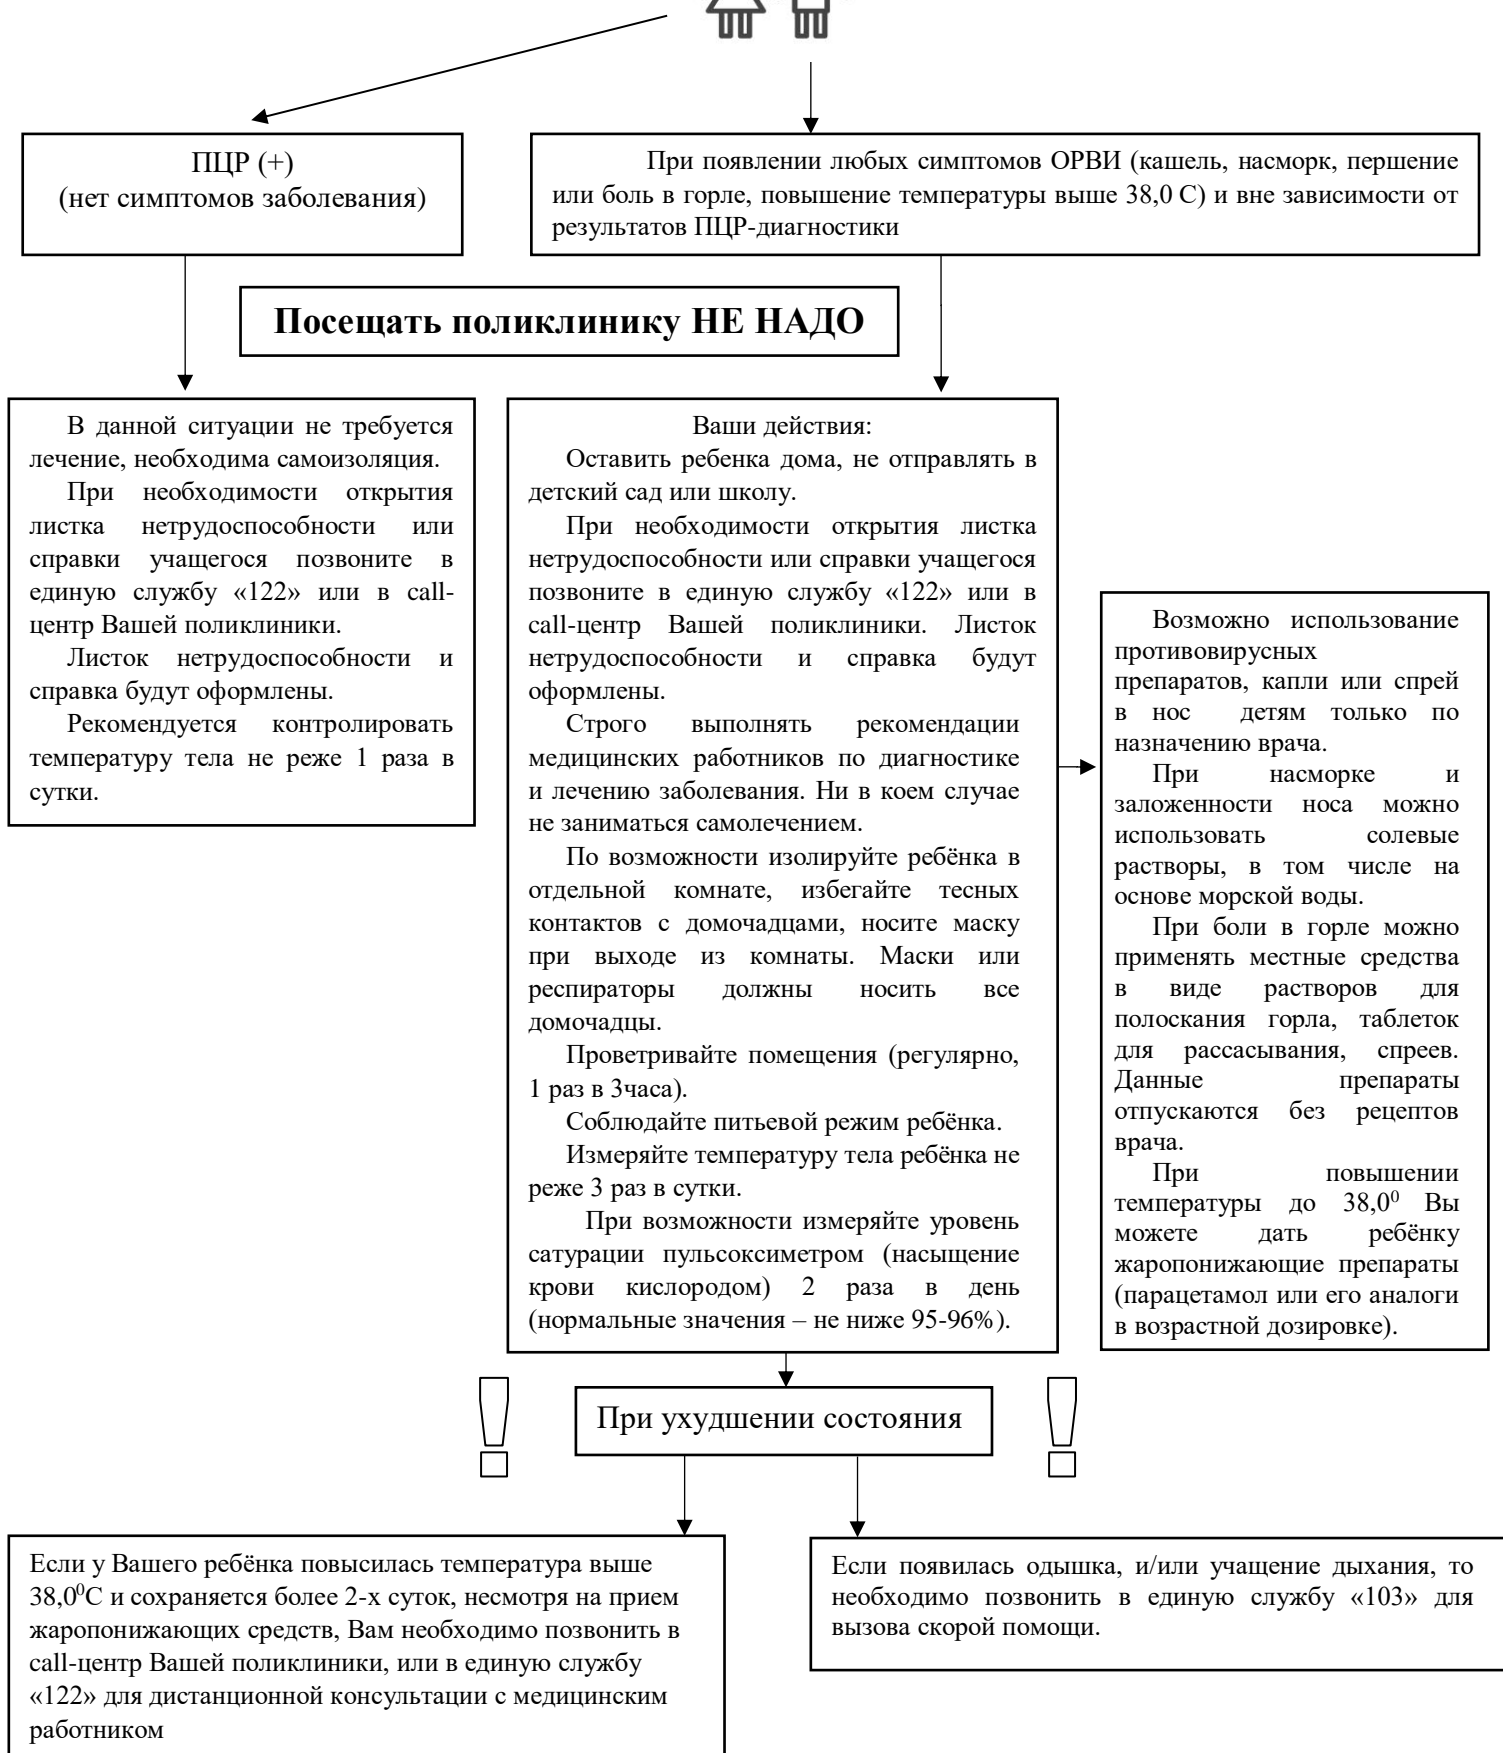 ПЦР (+)
(нет симптомов заболевания)
При появлении любых симптомов ОРВИ (кашель, насморк, першение
или боль в горле, повышение температуры выше 38,0 С) и вне зависимости от
результатов ПЦР-диагностики
Посещать поликлинику НЕ НАДО
В данной ситуации не требуется
лечение, необходима самоизоляция.
При необходимости открытия
листка нетрудоспособности или
справки учащегося позвоните в
единую службу «122» или в call-
центр Вашей поликлиники.
Листок нетрудоспособности и
справка будут оформлены.
Рекомендуется контролировать
температуру тела не реже 1 раза в
сутки.
Ваши действия:
Оставить ребенка дома, не отправлять в
детский сад или школу.
При необходимости открытия листка
нетрудоспособности или справки учащегося
позвоните в единую службу «122» или в
call-центр Вашей поликлиники. Листок
нетрудоспособности и справка будут
оформлены.
Строго выполнять рекомендации
медицинских работников по диагностике
и лечению заболевания. Ни в коем случае
не заниматься самолечением.
По возможности изолируйте ребёнка в
отдельной комнате, избегайте тесных
контактов с домочадцами, носите маску
при выходе из комнаты. Маски или
респираторы должны носить все
домочадцы.
Проветривайте помещения (регулярно,
1 раз в 3часа).
Соблюдайте питьевой режим ребёнка.
Измеряйте температуру тела ребёнка не
реже 3 раз в сутки.
При возможности измеряйте уровень
сатурации пульсоксиметром (насыщение
крови кислородом) 2 раза в день
(нормальные значения – не ниже 95-96%).
Возможно использование
противовирусных
препаратов, капли или спрей
в нос детям только по
назначению врача.
При насморке и
заложенности носа можно
использовать солевые
растворы, в том числе на
основе морской воды.
При боли в горле можно
применять местные средства
в виде растворов для
полоскания горла, таблеток
для рассасывания, спреев.
Данные препараты
отпускаются без рецептов
врача.
При повышении
температуры до 38,0⁰ Вы
можете дать ребёнку
жаропонижающие препараты
(парацетамол или его аналоги
в возрастной дозировке).
! При ухудшении состояния !
Если у Вашего ребёнка повысилась температура выше
38,0⁰С и сохраняется более 2-х суток, несмотря на прием
жаропонижающих средств, Вам необходимо позвонить в
call-центр Вашей поликлиники, или в единую службу
«122» для дистанционной консультации с медицинским
работником
Если появилась одышка, и/или учащение дыхания, то
необходимо позвонить в единую службу «103» для
вызова скорой помощи.